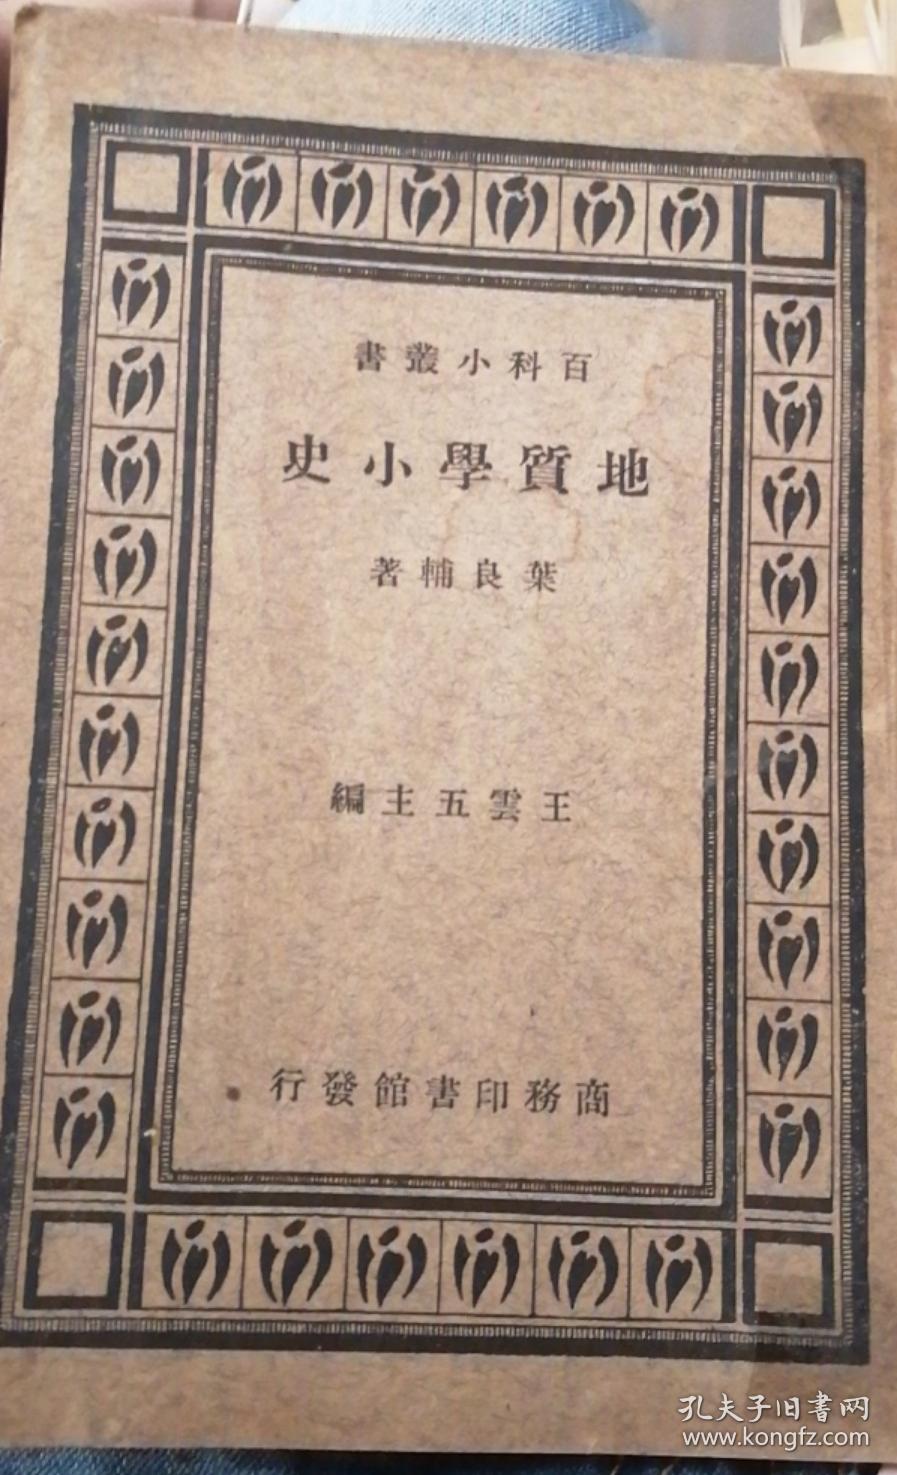 百科小叢書
地質學小史
葉良輔著
王雲五主編
商務印書館發行
孔夫子旧书网
www.kongfz.com